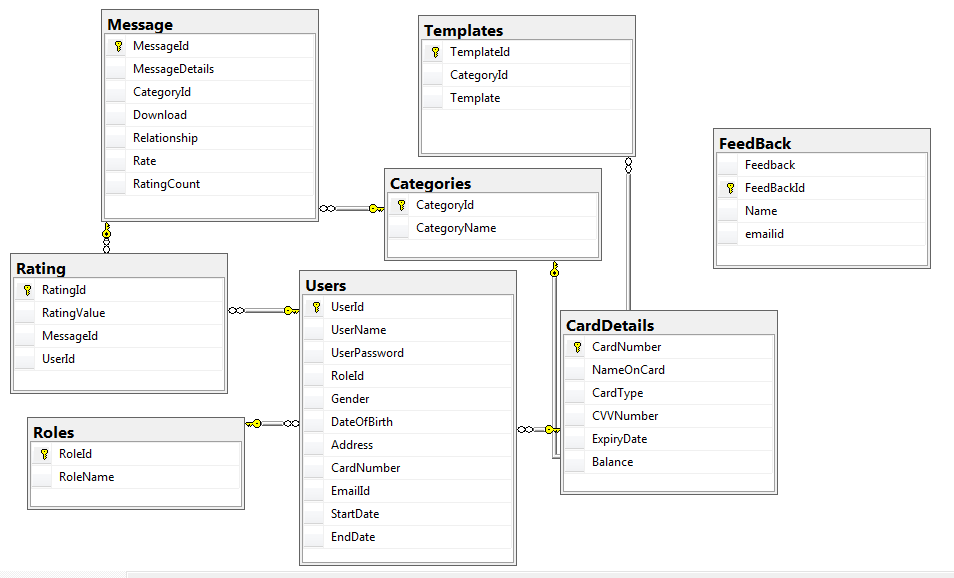 Message
MessageId
MessageDetails
CategoryId
Download
Relationship
Rate
RatingCount
Templates
TemplateId
CategoryId
Template
FeedBack
Feedback
FeedBackId
Name
emailid
Categories
CategoryId
CategoryName
Rating
RatingId
RatingValue
MessageId
UserId
Users
UserId
UserName
UserPassword
RoleId
Gender
DateOfBirth
Address
CardNumber
EmailId
StartDate
EndDate
CardDetails
CardNumber
NameOnCard
CardType
CVVNumber
ExpiryDate
Balance
Roles
RoleId
RoleName